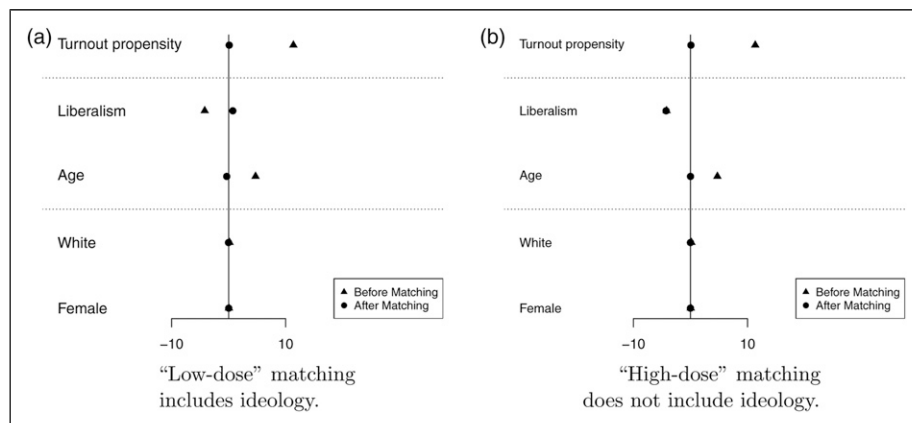 (a)
Turnout propensity
Liberalism
Age
White
Female
▲ Before Matching
● After Matching
−10 10
“Low-dose” matching
includes ideology.
(b)
Turnout propensity
Liberalism
Age
White
Female
▲ Before Matching
● After Matching
−10 10
“High-dose” matching
does not include ideology.